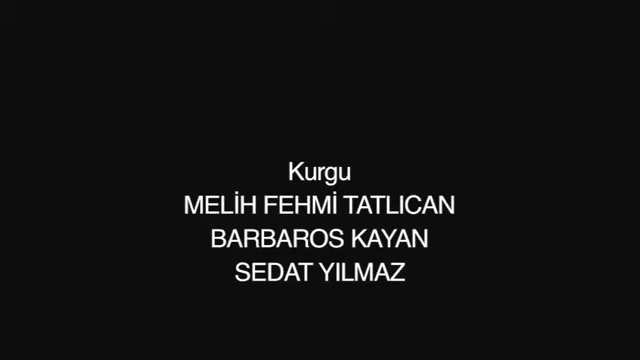 Kurgu
MELİH FEHMİ TATLICAN
BARBAROS KAYAN
SEDAT YILMAZ